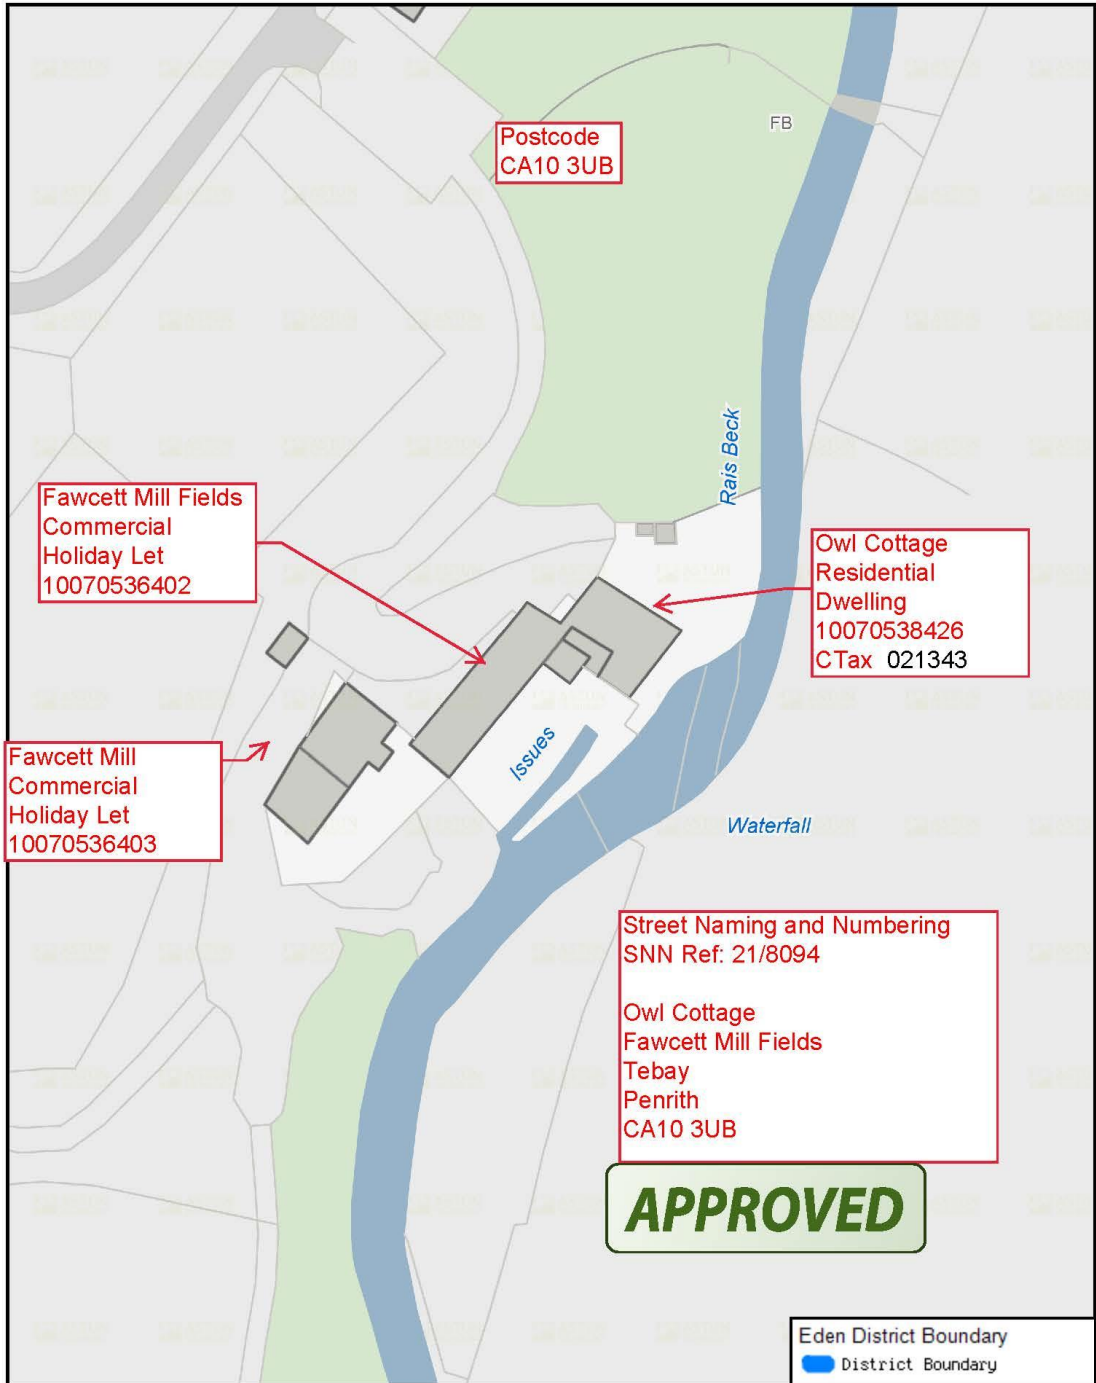 Postcode
CA10 3UB
FB
Rais Beck
Fawcett Mill Fields
Commercial
Holiday Let
10070536402
Owl Cottage
Residential
Dwelling
10070538426
CTax 021343
Issues
Fawcett Mill
Commercial
Holiday Let
10070536403
Waterfall
Street Naming and Numbering
SNN Ref: 21/8094
Owl Cottage
Fawcett Mill Fields
Tebay
Penrith
CA10 3UB
APPROVED
Eden District Boundary
District Boundary